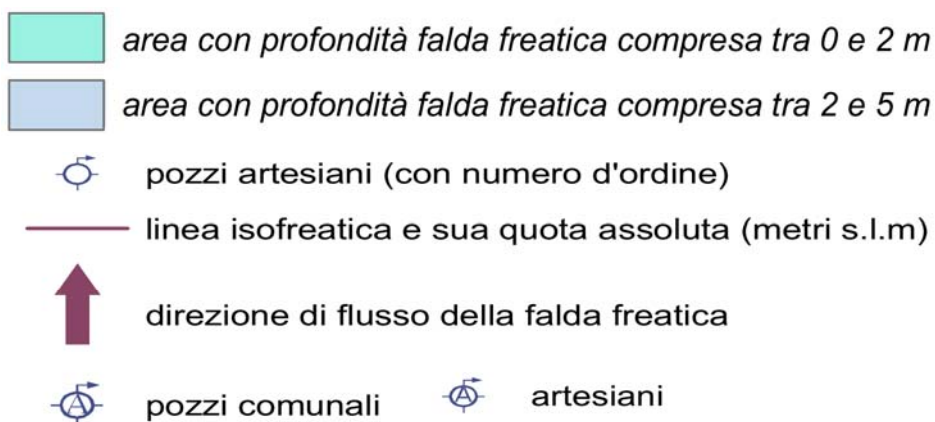 area con profondità falda freatica compresa tra 0 e 2 m
area con profondità falda freatica compresa tra 2 e 5 m
pozzi artesiani (con numero d'ordine)
linea isofreatica e sua quota assoluta (metri s.l.m)
direzione di flusso della falda freatica
A pozzi comunali A artesiani